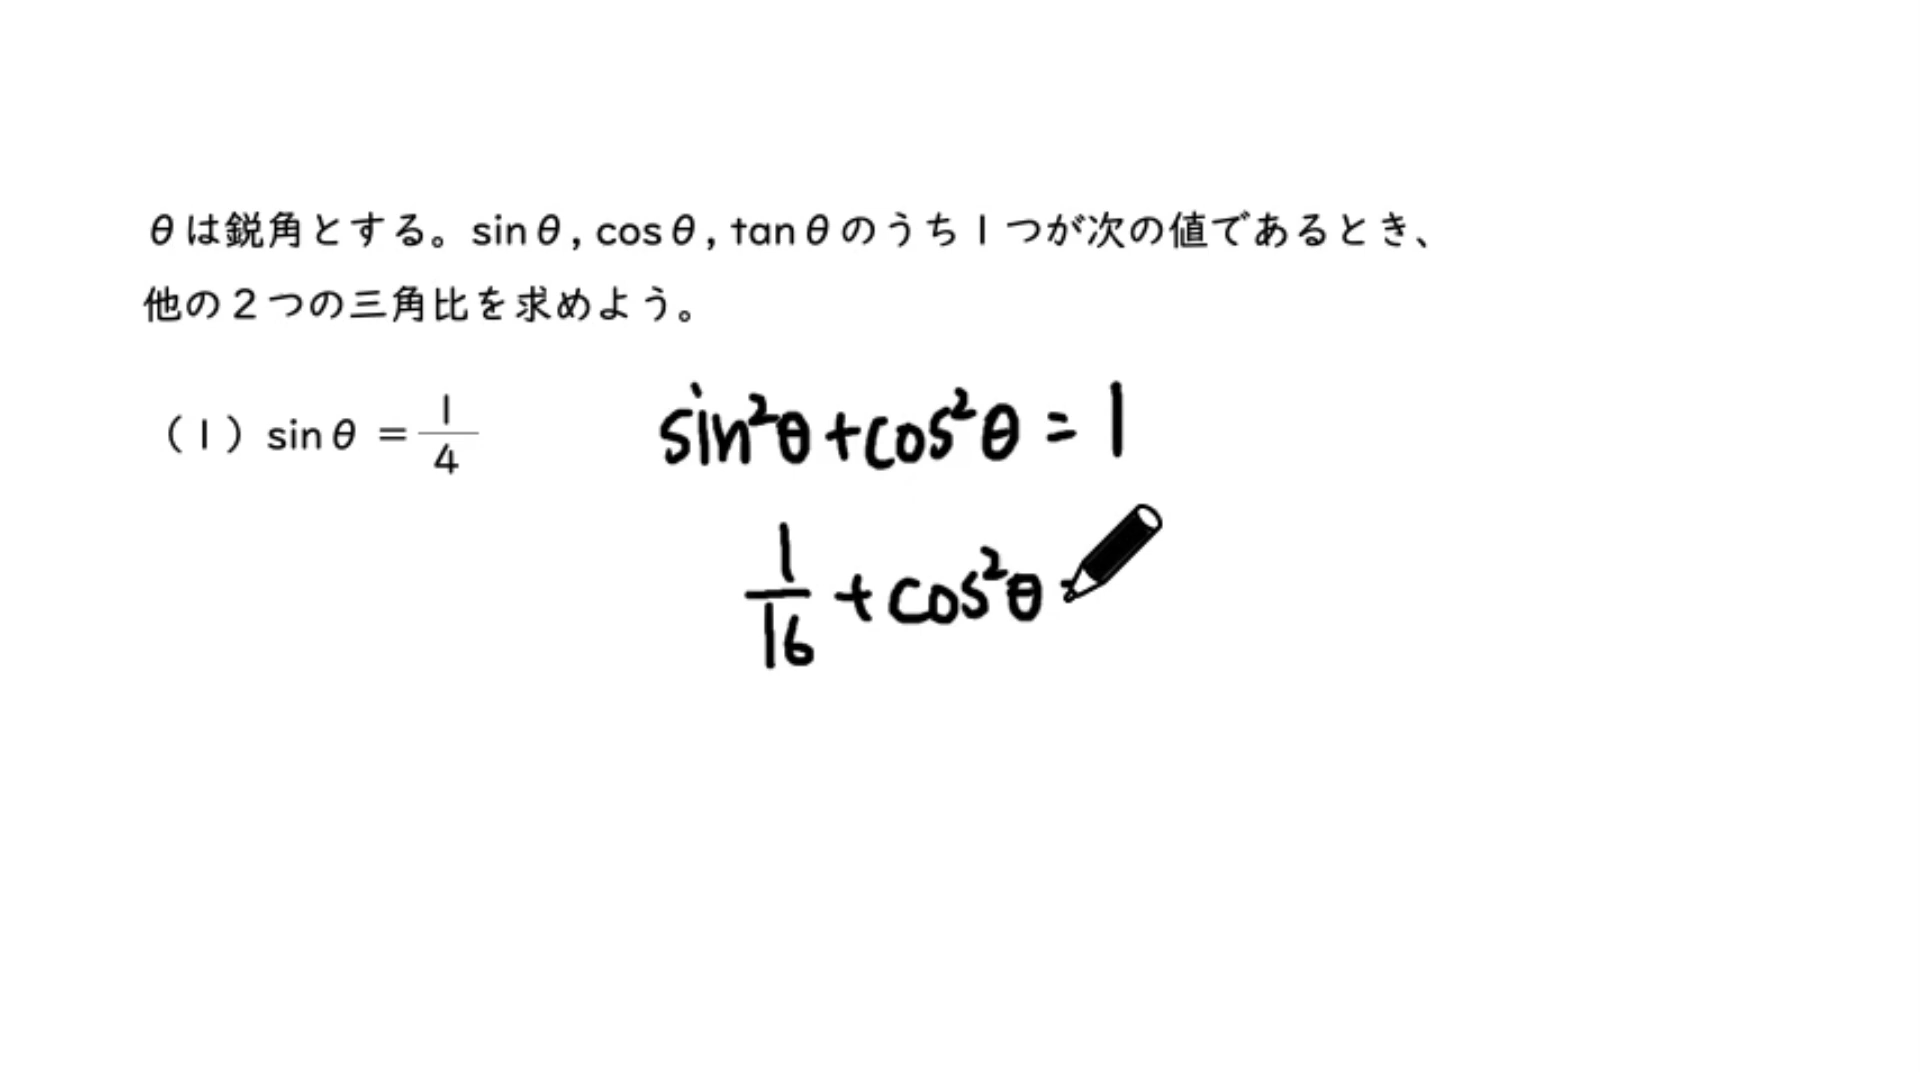 θは鋭角とする。sinθ, cosθ, tanθのうち1つが次の値であるとき、
他の2つの三角比を求めよう。
(1) sinθ = 1/4
sin²θ+cos²θ = 1
1/16 + cos²θ